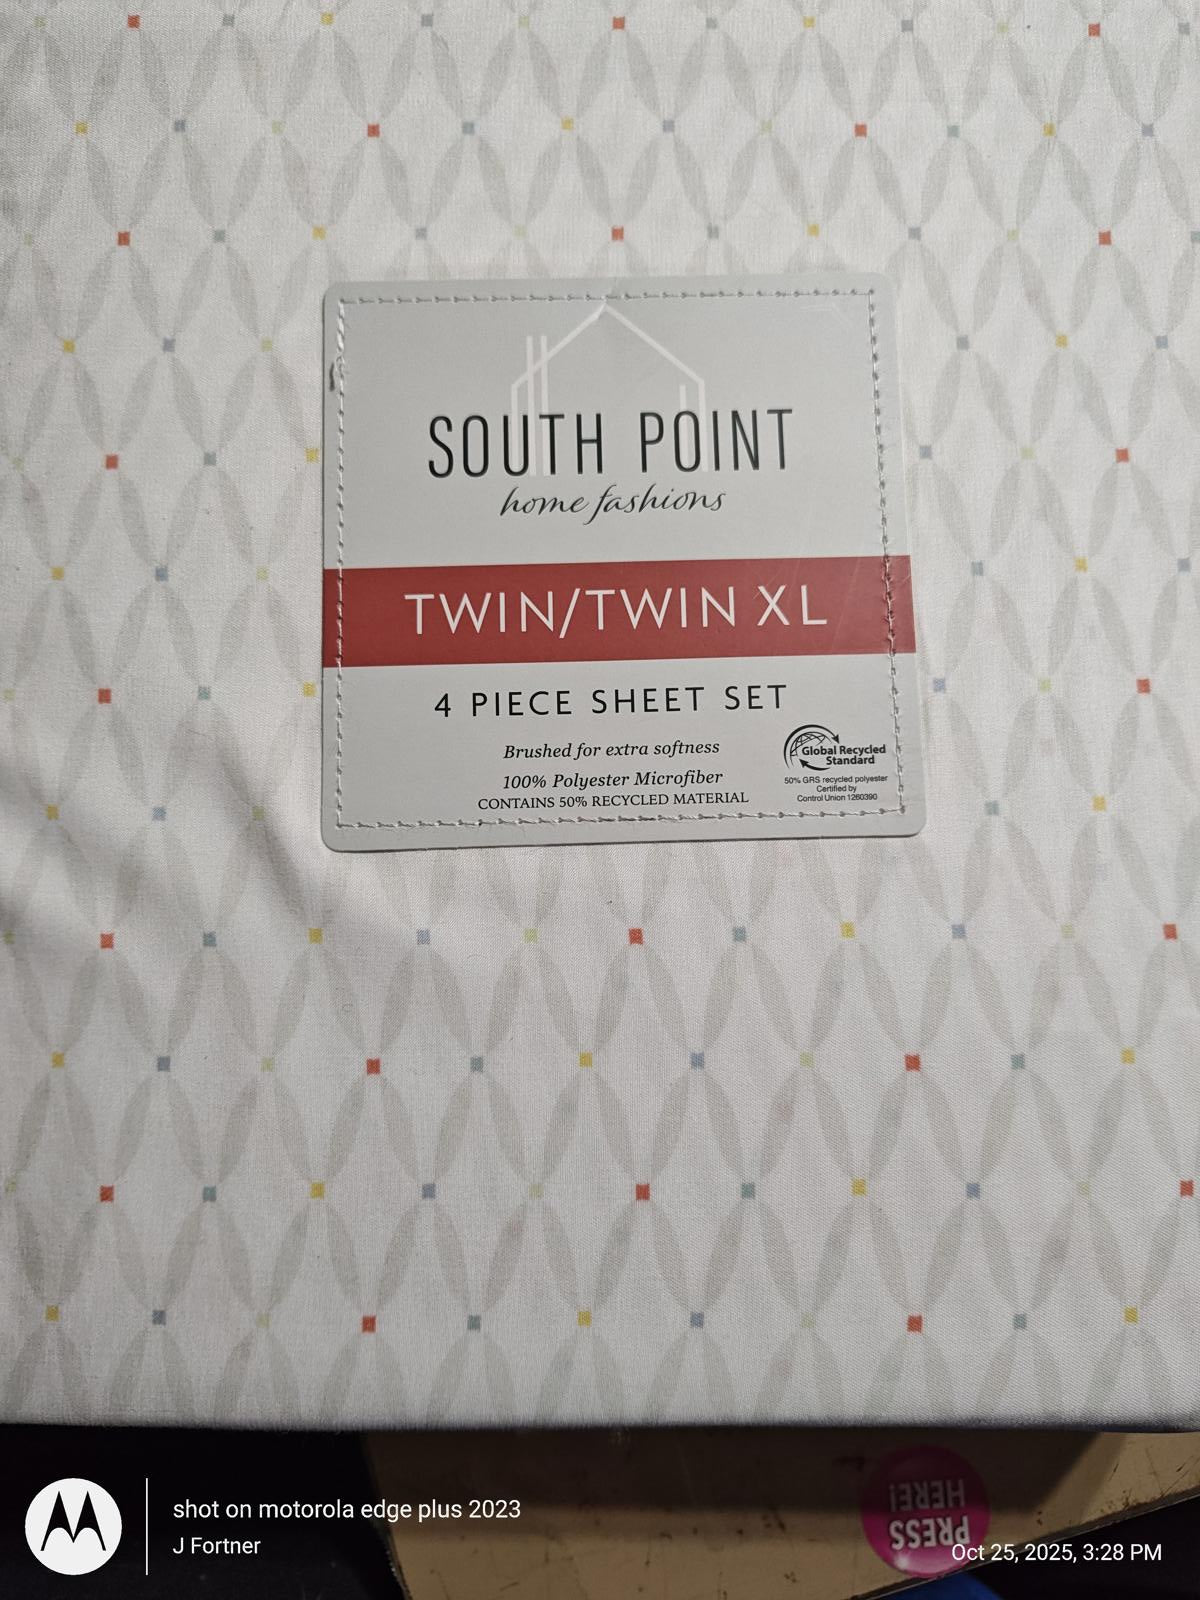 SOUTH POINT
home fashions
TWIN/TWIN XL
4 PIECE SHEET SET
Brushed for extra softness
100% Polyester Microfiber
CONTAINS 50% RECYCLED MATERIAL
Global Recycled
Standard
50% GRS recycled polyester
Certified by
Control Union 1260390
PRESS
HERE!
shot on motorola edge plus 2023
J Fortner
Oct 25, 2025, 3:28 PM